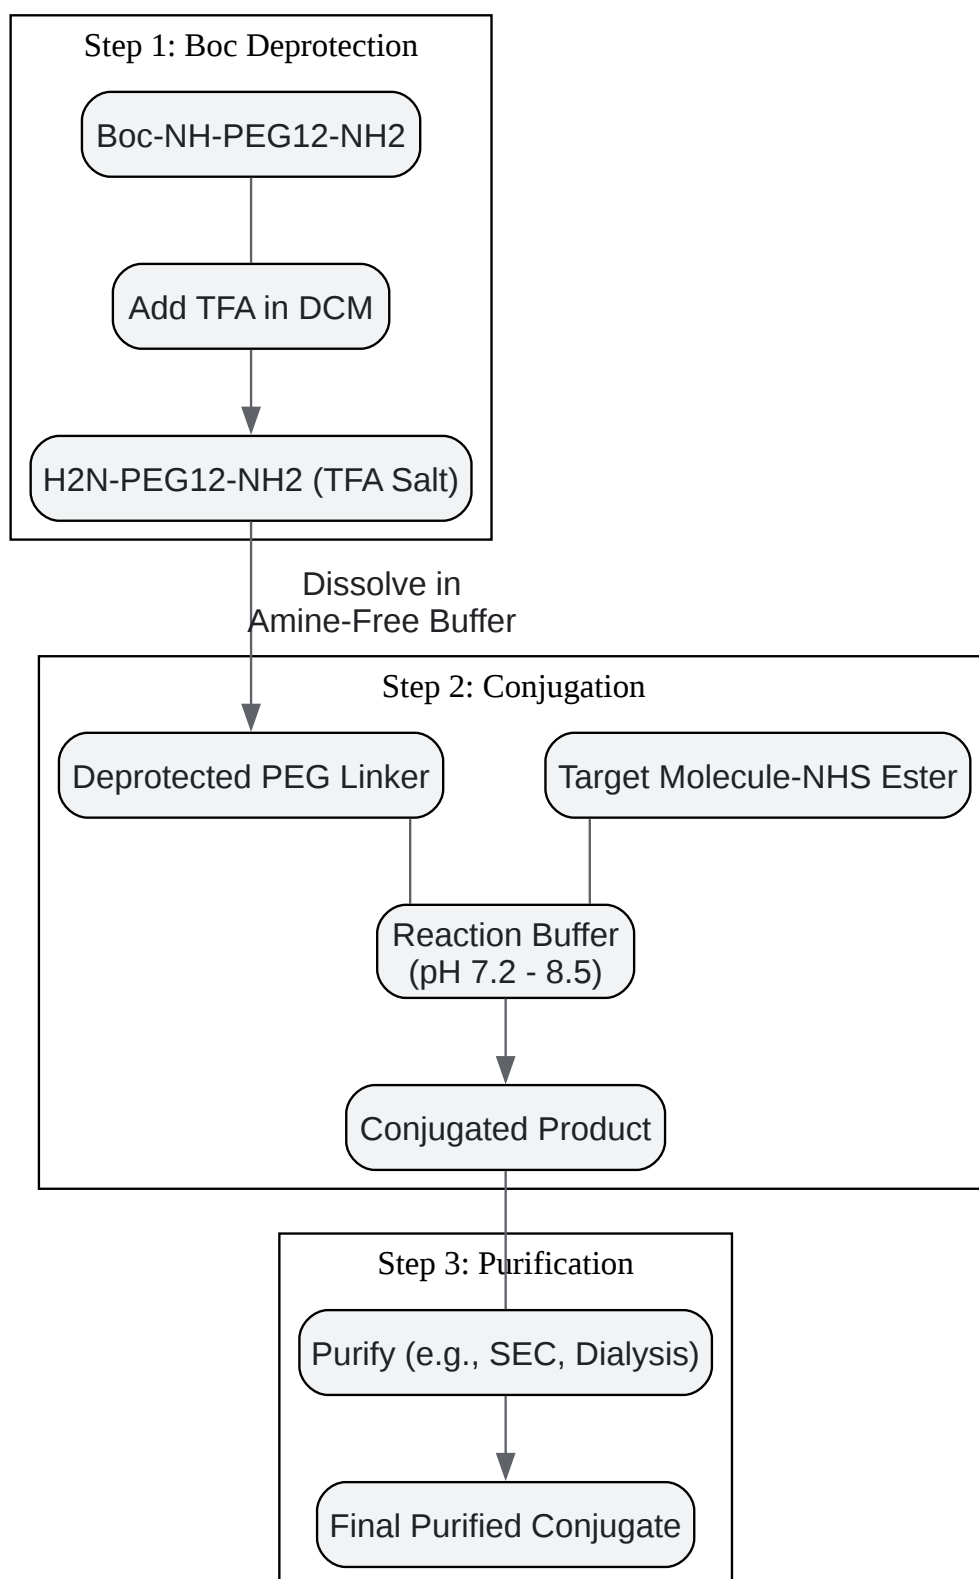 Step 1: Boc Deprotection
Boc-NH-PEG12-NH2
Add TFA in DCM
H2N-PEG12-NH2 (TFA Salt)
Dissolve in
Amine-Free Buffer
Step 2: Conjugation
Deprotected PEG Linker
Target Molecule-NHS Ester
Reaction Buffer
(pH 7.2 - 8.5)
Conjugated Product
Step 3: Purification
Purify (e.g., SEC, Dialysis)
Final Purified Conjugate